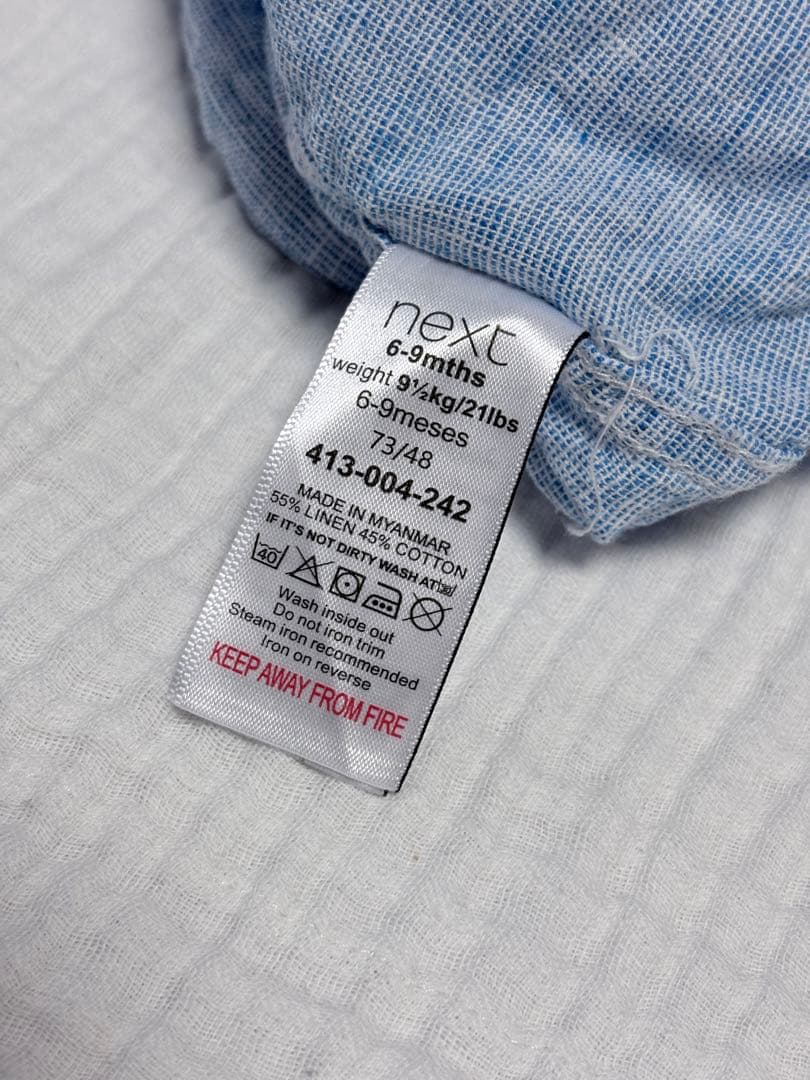 next
6-9mths
weight 9½kg/21lbs
6-9meses
73/48
413-004-242
MADE IN MYANMAR
55% LINEN 45% COTTON
IF IT'S NOT DIRTY WASH AT
40
Wash inside out
Do not iron trim
Steam iron recommended
Iron on reverse
KEEP AWAY FROM FIRE